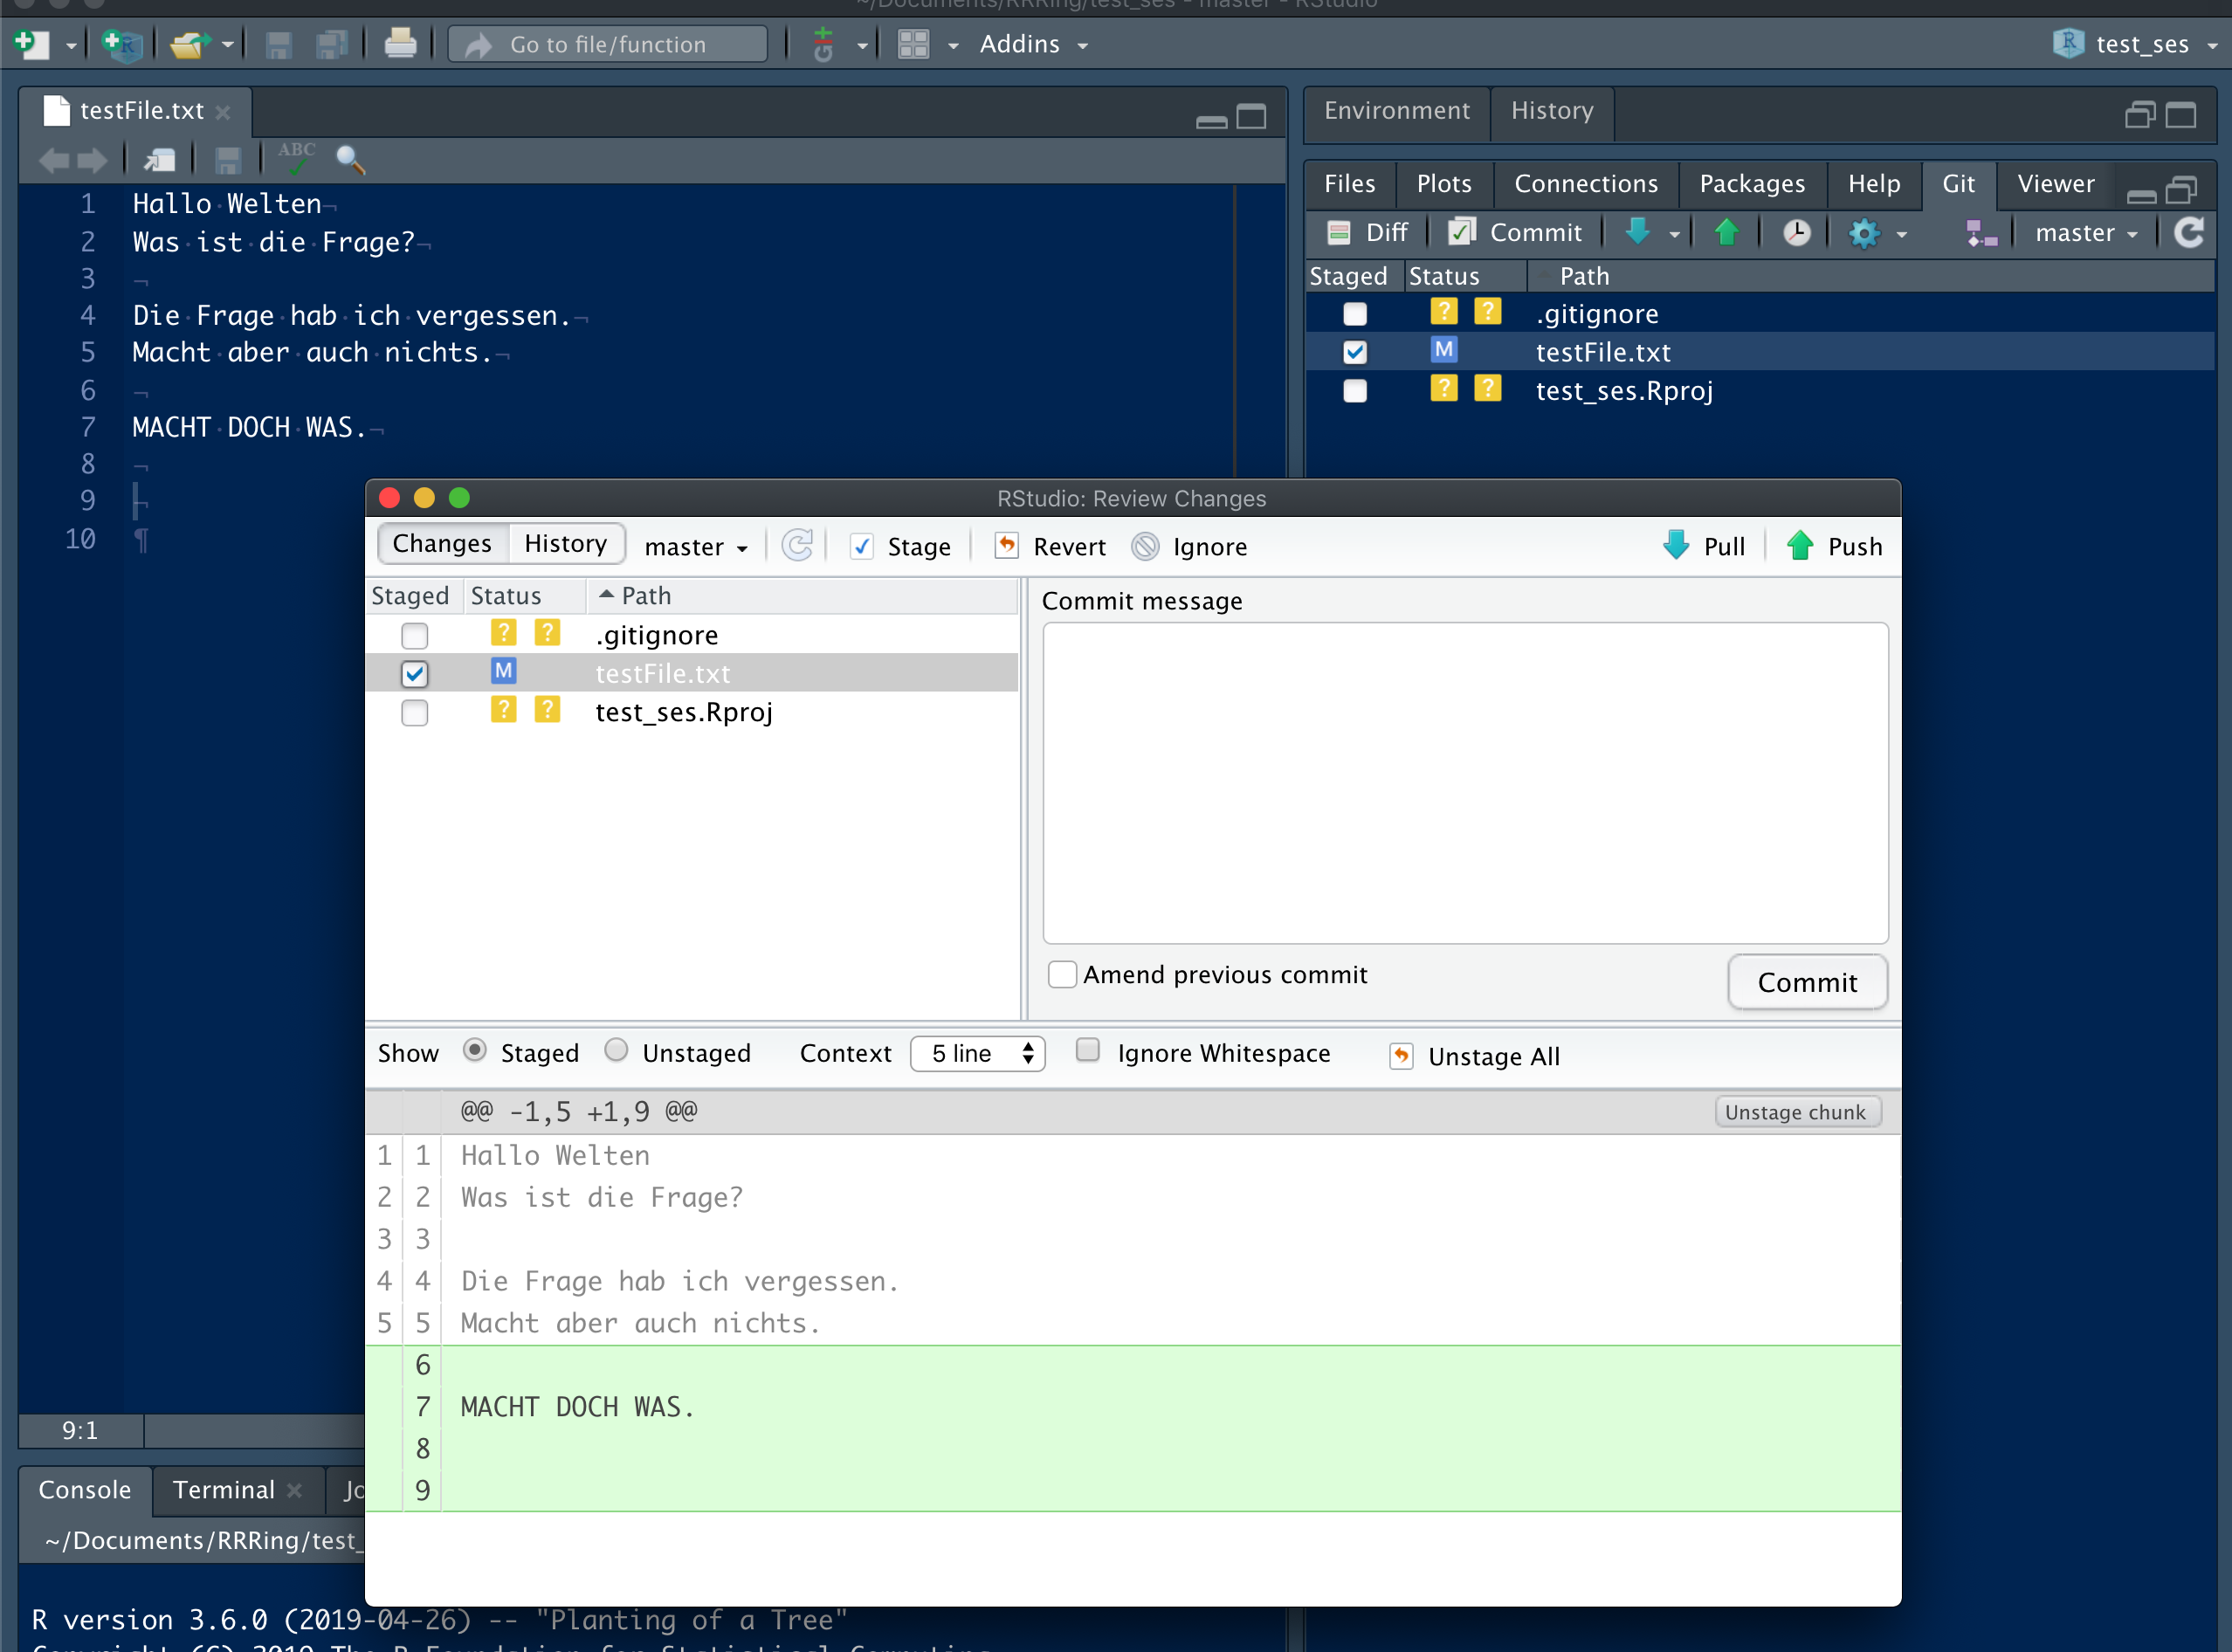 ~/Documents/RRRing/test_ses - master - RStudio
Go to file/function
Addins
test_ses
testFile.txt
ABC
1 Hallo Welten
2 Was ist die Frage?
3
4 Die Frage hab ich vergessen.
5 Macht aber auch nichts.
6
7 MACHT DOCH WAS.
8
9
10
9:1
Environment History
Files Plots Connections Packages Help Git Viewer
Diff Commit master
Staged Status Path
? ? .gitignore
M testFile.txt
? ? test_ses.Rproj
RStudio: Review Changes
Changes History master Stage Revert Ignore Pull Push
Staged Status Path
? ? .gitignore
M testFile.txt
? ? test_ses.Rproj
Commit message
Amend previous commit
Commit
Show Staged Unstaged Context 5 line Ignore Whitespace Unstage All
@@ -1,5 +1,9 @@ Unstage chunk
1 1 Hallo Welten
2 2 Was ist die Frage?
3 3
4 4 Die Frage hab ich vergessen.
5 5 Macht aber auch nichts.
6
7 MACHT DOCH WAS.
8
9
Console Terminal Jo
~/Documents/RRRing/test_
R version 3.6.0 (2019-04-26) -- "Planting of a Tree"
Copyright (C) 2019 The R Foundation for Statistical Computing